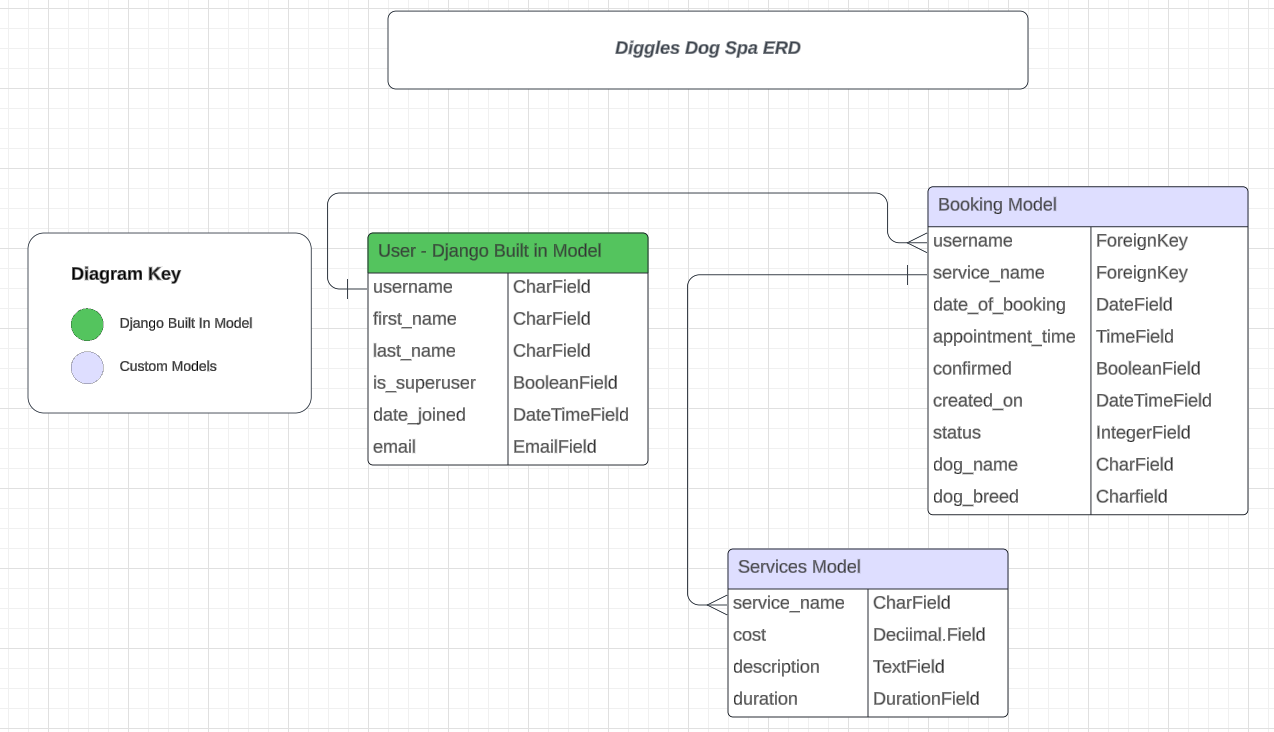 Diggles Dog Spa ERD
Diagram Key
Django Built In Model
Custom Models
User - Django Built in Model
username CharField
first_name CharField
last_name CharField
is_superuser BooleanField
date_joined DateTimeField
email EmailField
Booking Model
username ForeignKey
service_name ForeignKey
date_of_booking DateField
appointment_time TimeField
confirmed BooleanField
created_on DateTimeField
status IntegerField
dog_name CharField
dog_breed Charfield
Services Model
service_name CharField
cost Deciimal.Field
description TextField
duration DurationField